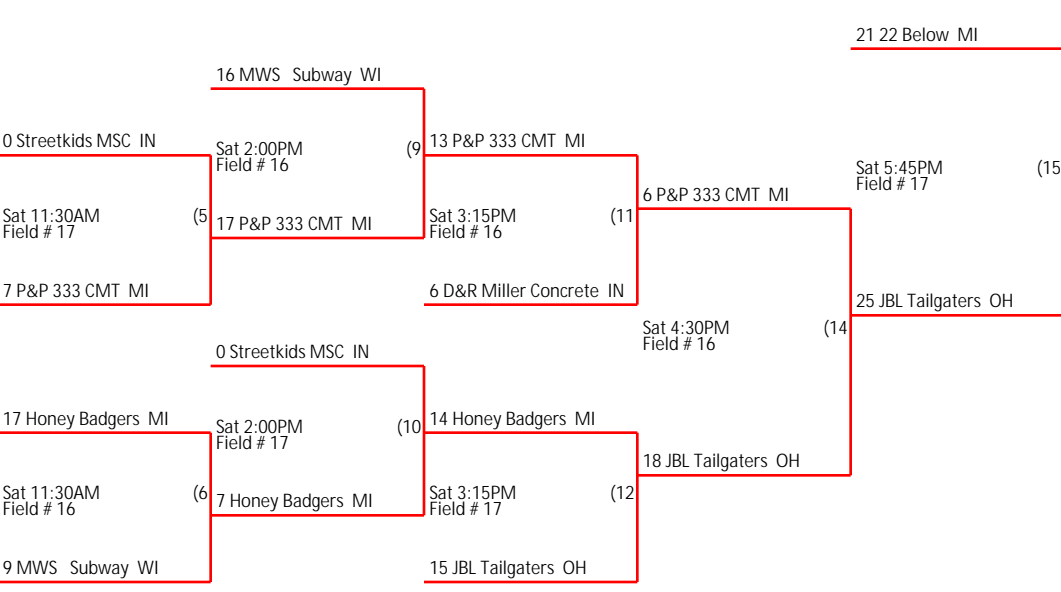 21 22 Below MI
16 MWS Subway WI
0 Streetkids MSC IN
Sat 2:00PM
Field # 16
(9
13 P&P 333 CMT MI
Sat 5:45PM
Field # 17
(15
6 P&P 333 CMT MI
Sat 11:30AM
Field # 17
(5
17 P&P 333 CMT MI
Sat 3:15PM
Field # 16
(11
7 P&P 333 CMT MI
6 D&R Miller Concrete IN
25 JBL Tailgaters OH
Sat 4:30PM
Field # 16
(14
0 Streetkids MSC IN
17 Honey Badgers MI
Sat 2:00PM
Field # 17
(10
14 Honey Badgers MI
18 JBL Tailgaters OH
Sat 11:30AM
Field # 16
(6
7 Honey Badgers MI
Sat 3:15PM
Field # 17
(12
9 MWS Subway WI
15 JBL Tailgaters OH